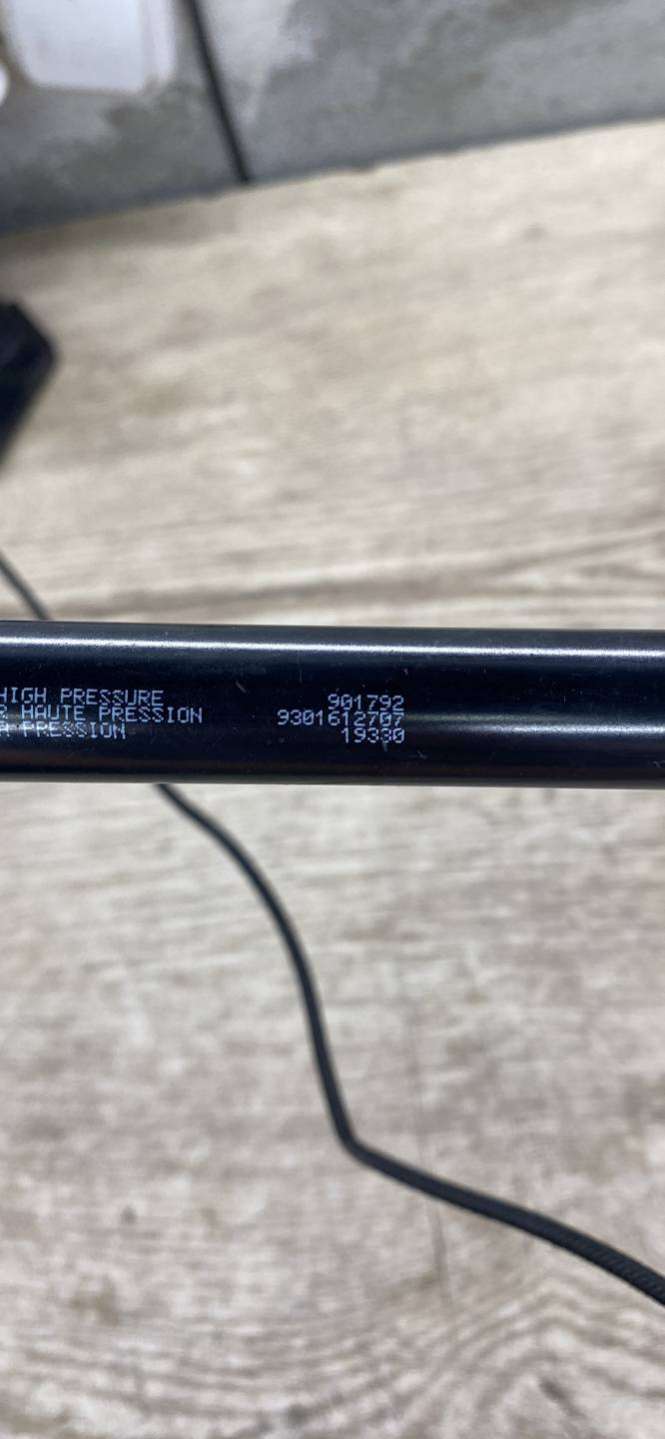 HIGH PRESSURE
HAUTE PRESSION
PRESSION
901792
9301612707
19330